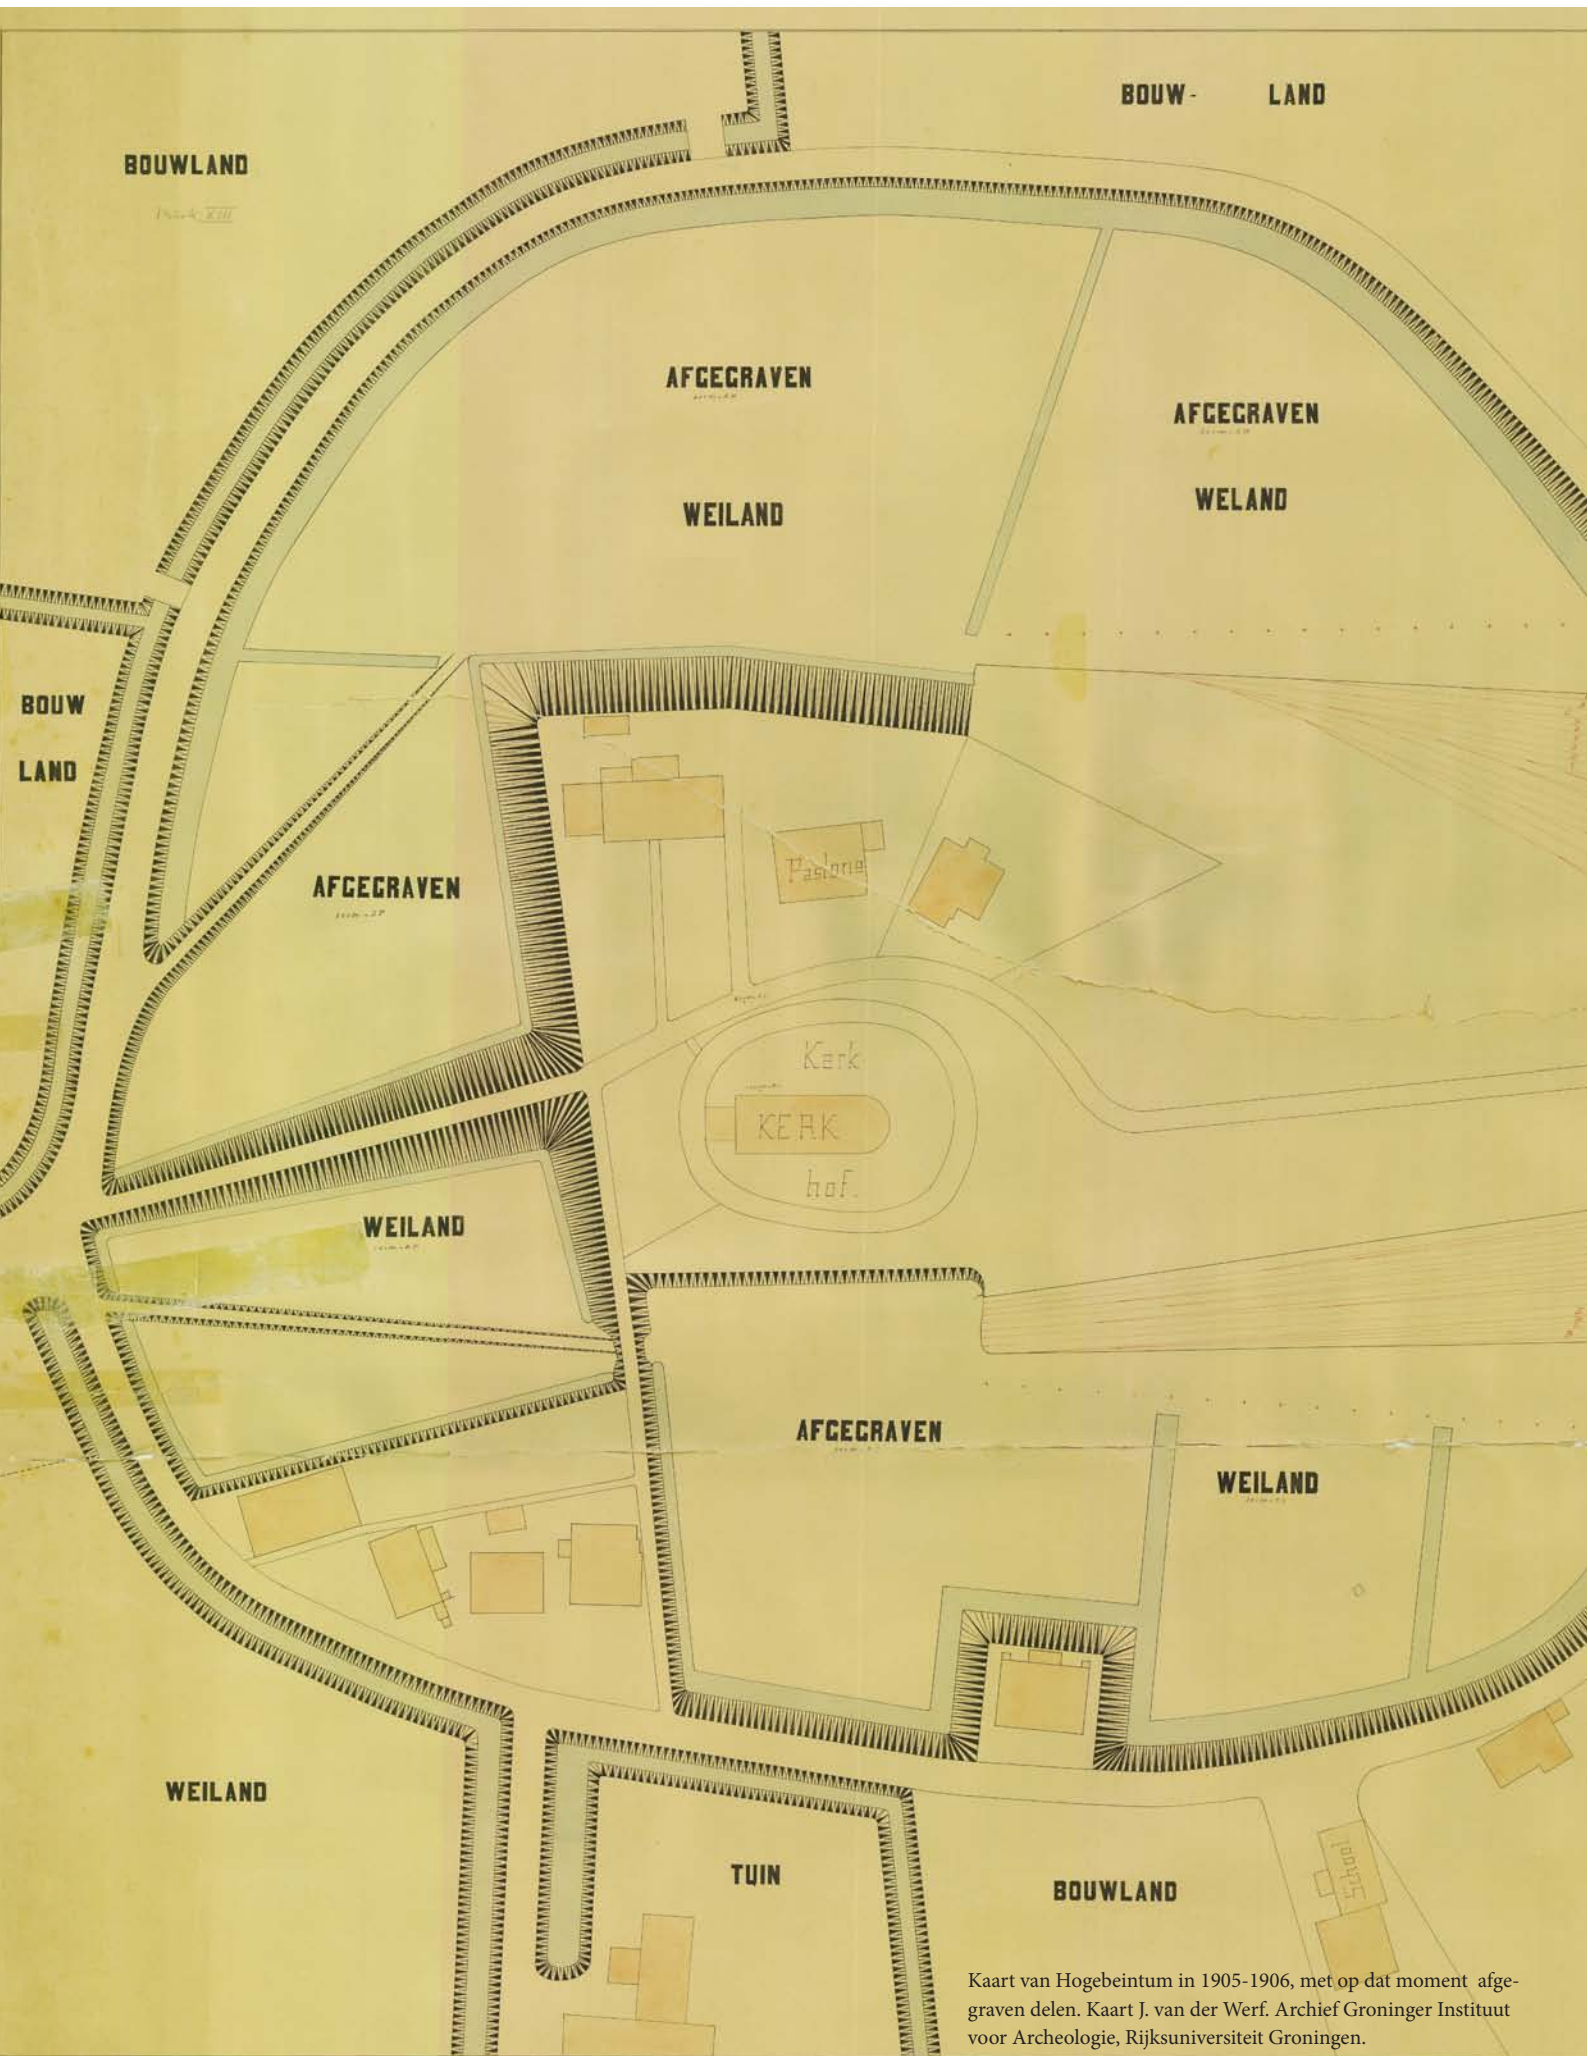 BOUW- LAND
BOUWLAND
XIII
AFGEGRAVEN
AFGEGRAVEN
WEILAND
WELAND
BOUW
LAND
AFGEGRAVEN
Pastorie
Kerk
KERK
hof.
WEILAND
AFGEGRAVEN
WEILAND
WEILAND
TUIN
BOUWLAND
School
Kaart van Hogebeintum in 1905-1906, met op dat moment afge-
graven delen. Kaart J. van der Werf. Archief Groninger Instituut
voor Archeologie, Rijksuniversiteit Groningen.